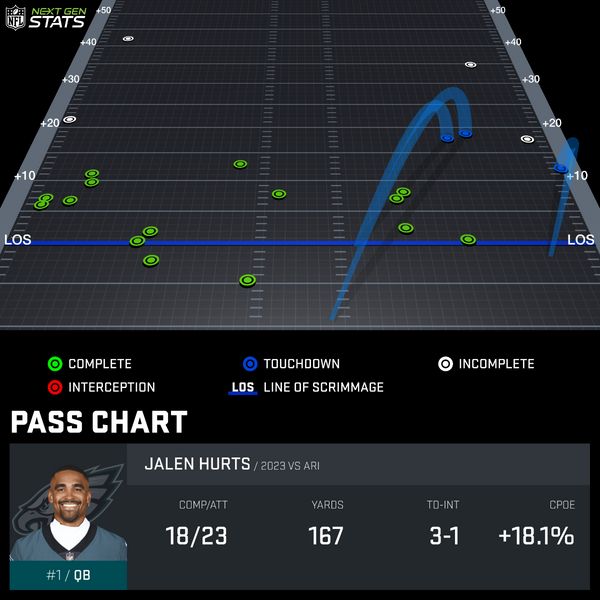 NFL NEXT GEN STATS
+50 +50
+40 +40
+30 +30
+20 +20
+10 +10
LOS LOS
COMPLETE TOUCHDOWN INCOMPLETE
INTERCEPTION LOS LINE OF SCRIMMAGE
PASS CHART
JALEN HURTS / 2023 VS ARI
COMP/ATT YARDS TD-INT CPOE
18/23 167 3-1 +18.1%
#1 / QB